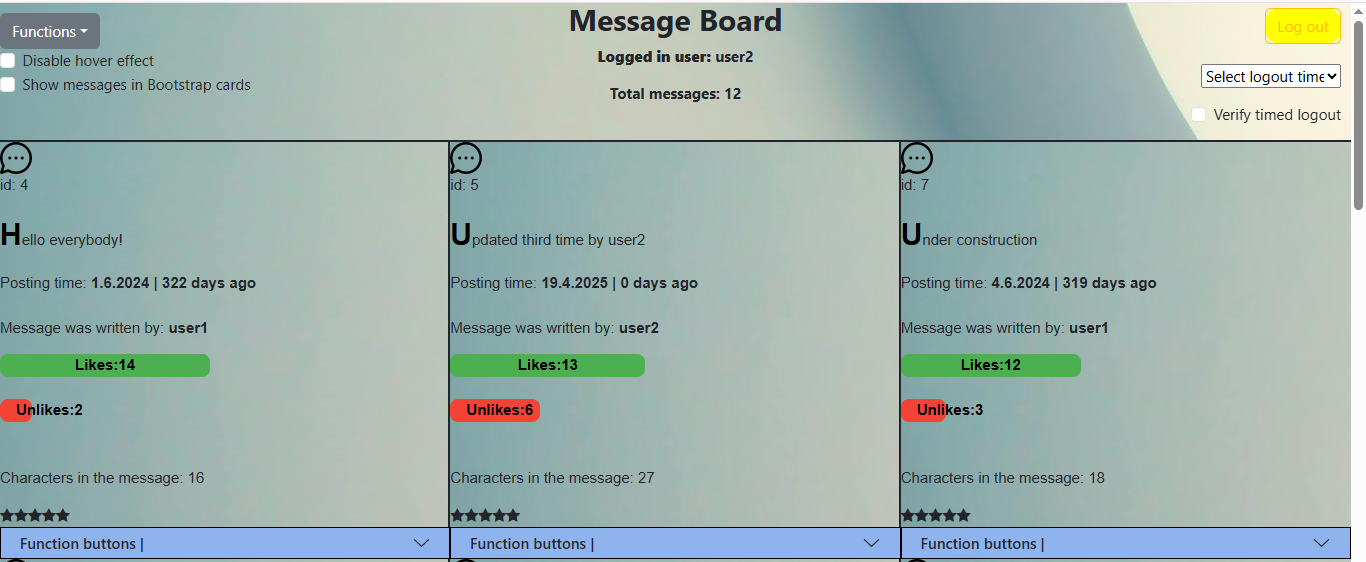 Message Board
Functions
Log out
Logged in user: user2
Disable hover effect
Select logout time
Show messages in Bootstrap cards
Total messages: 12
Verify timed logout
id: 4
Hello everybody!
Posting time: 1.6.2024 | 322 days ago
Message was written by: user1
Likes:14
Unlikes:2
Characters in the message: 16
Function buttons |
id: 5
Updated third time by user2
Posting time: 19.4.2025 | 0 days ago
Message was written by: user2
Likes:13
Unlikes:6
Characters in the message: 27
Function buttons |
id: 7
Under construction
Posting time: 4.6.2024 | 319 days ago
Message was written by: user1
Likes:12
Unlikes:3
Characters in the message: 18
Function buttons |